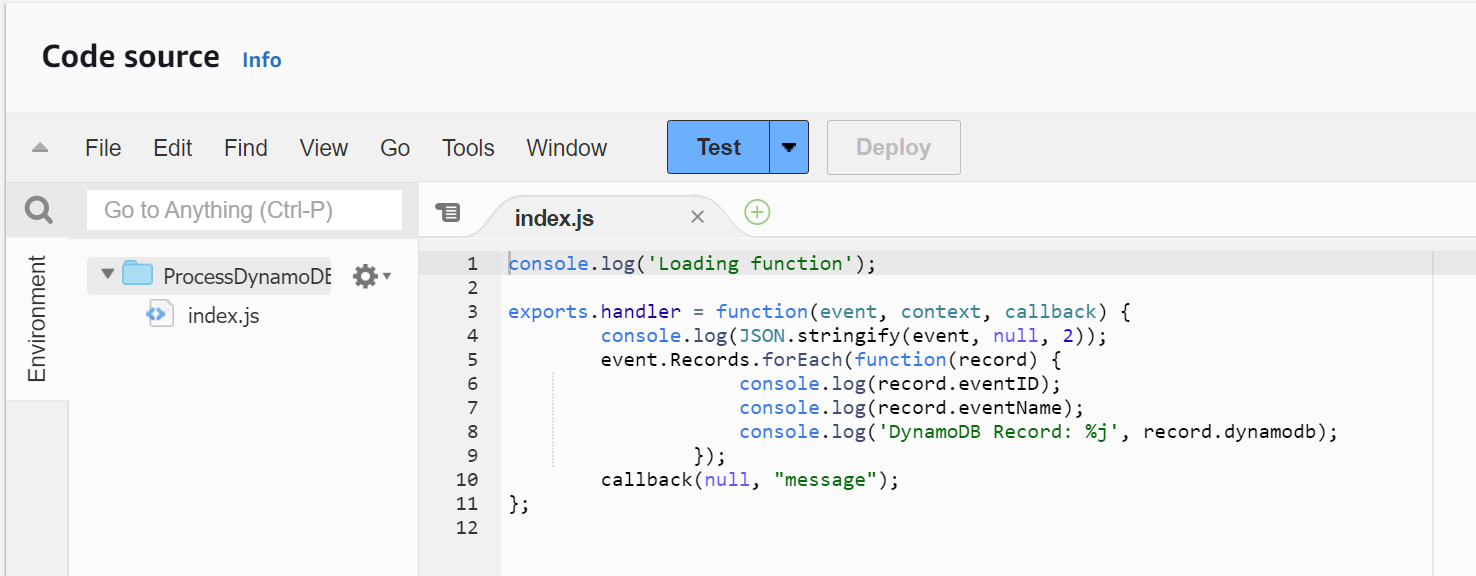 Code source Info
File Edit Find View Go Tools Window Test Deploy
Go to Anything (Ctrl-P)
index.js
Environment
ProcessDynamoDB
index.js
1 console.log('Loading function');
2
3 exports.handler = function(event, context, callback) {
4 console.log(JSON.stringify(event, null, 2));
5 event.Records.forEach(function(record) {
6 console.log(record.eventID);
7 console.log(record.eventName);
8 console.log('DynamoDB Record: %j', record.dynamodb);
9 });
10 callback(null, "message");
11 };
12